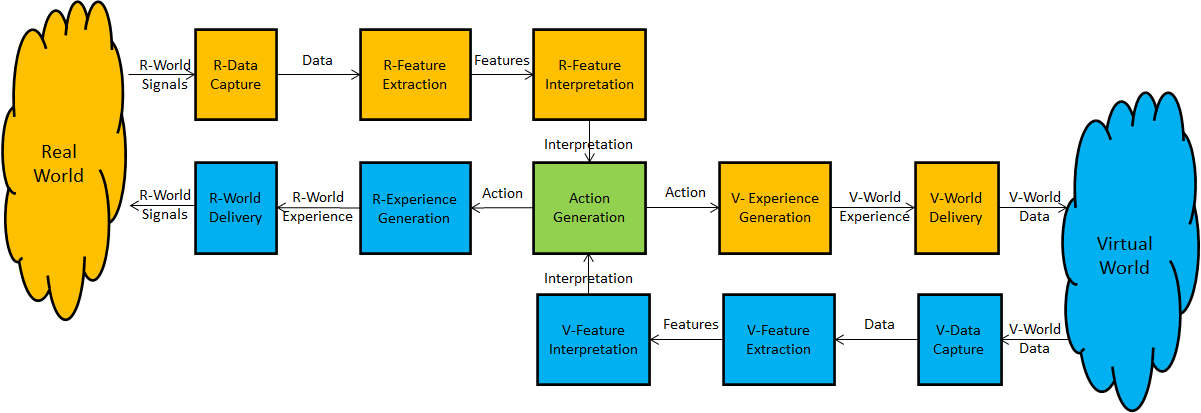 Real
World
R-World
Signals
R-Data
Capture
Data
R-Feature
Extraction
Features
R-Feature
Interpretation
Interpretation
R-World
Signals
R-World
Delivery
R-World
Experience
R-Experience
Generation
Action
Action
Generation
Action
V- Experience
Generation
V-World
Experience
V-World
Delivery
V-World
Data
Virtual
World
Interpretation
V-Feature
Interpretation
Features
V-Feature
Extraction
Data
V-Data
Capture
V-World
Data